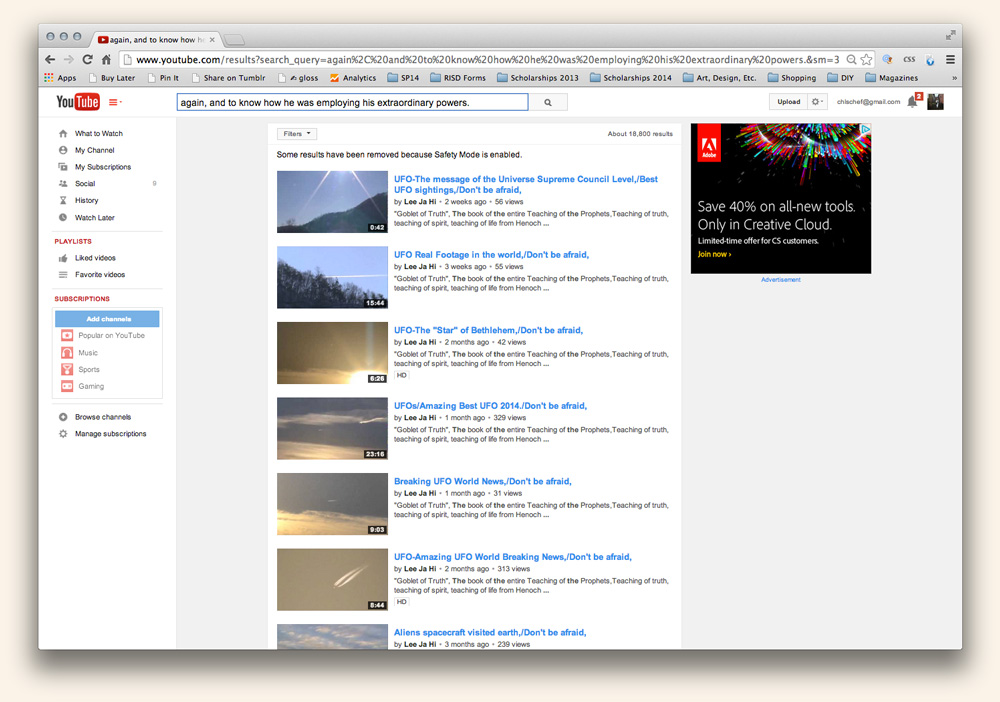 again, and to know how h
www.youtube.com/results?search_query=again%2C%20and%20to%20know%20how%20he%20was%20employing%20his%20extraordinary%20powers.&sm=3
Apps Buy Later Pin It Share on Tumblr gloss Analytics SP14 RISD Forms Scholarships 2013 Scholarships 2014 Art, Design, Etc. Shopping DIY Magazines »
CSS
YouTube
again, and to know how he was employing his extraordinary powers.
Upload
chlschef@gmail.com
2
What to Watch
My Channel
My Subscriptions
Social 9
History
Watch Later
PLAYLISTS
Liked videos
Favorite videos
SUBSCRIPTIONS
Add channels
Popular on YouTube
Music
Sports
Gaming
Browse channels
Manage subscriptions
Filters
About 18,800 results
Some results have been removed because Safety Mode is enabled.
0:42
UFO-The message of the Universe Supreme Council Level,/Best
UFO sightings,/Don't be afraid,
by Lee Ja Hi • 2 weeks ago • 56 views
"Goblet of Truth", The book of the entire Teaching of the Prophets,Teaching of truth,
teaching of spirit, teaching of life from Henoch ...
15:44
UFO Real Footage in the world,/Don't be afraid,
by Lee Ja Hi • 3 weeks ago • 55 views
"Goblet of Truth", The book of the entire Teaching of the Prophets,Teaching of truth,
teaching of spirit, teaching of life from Henoch ...
6:26
UFO-The "Star" of Bethlehem,/Don't be afraid,
by Lee Ja Hi • 2 months ago • 42 views
"Goblet of Truth", The book of the entire Teaching of the Prophets,Teaching of truth,
teaching of spirit, teaching of life from Henoch ...
HD
23:16
UFOs/Amazing Best UFO 2014./Don't be afraid,
by Lee Ja Hi • 1 month ago • 329 views
"Goblet of Truth", The book of the entire Teaching of the Prophets,Teaching of truth,
teaching of spirit, teaching of life from Henoch ...
9:03
Breaking UFO World News,/Don't be afraid,
by Lee Ja Hi • 1 month ago • 31 views
"Goblet of Truth", The book of the entire Teaching of the Prophets,Teaching of truth,
teaching of spirit, teaching of life from Henoch ...
8:44
UFO-Amazing UFO World Breaking News,/Don't be afraid,
by Lee Ja Hi • 2 months ago • 313 views
"Goblet of Truth", The book of the entire Teaching of the Prophets,Teaching of truth,
teaching of spirit, teaching of life from Henoch ...
HD
Aliens spacecraft visited earth,/Don't be afraid,
by Lee Ja Hi • 3 months ago • 239 views
Adobe
Save 40% on all-new tools.
Only in Creative Cloud.
Limited-time offer for CS customers.
Join now ›
Advertisement